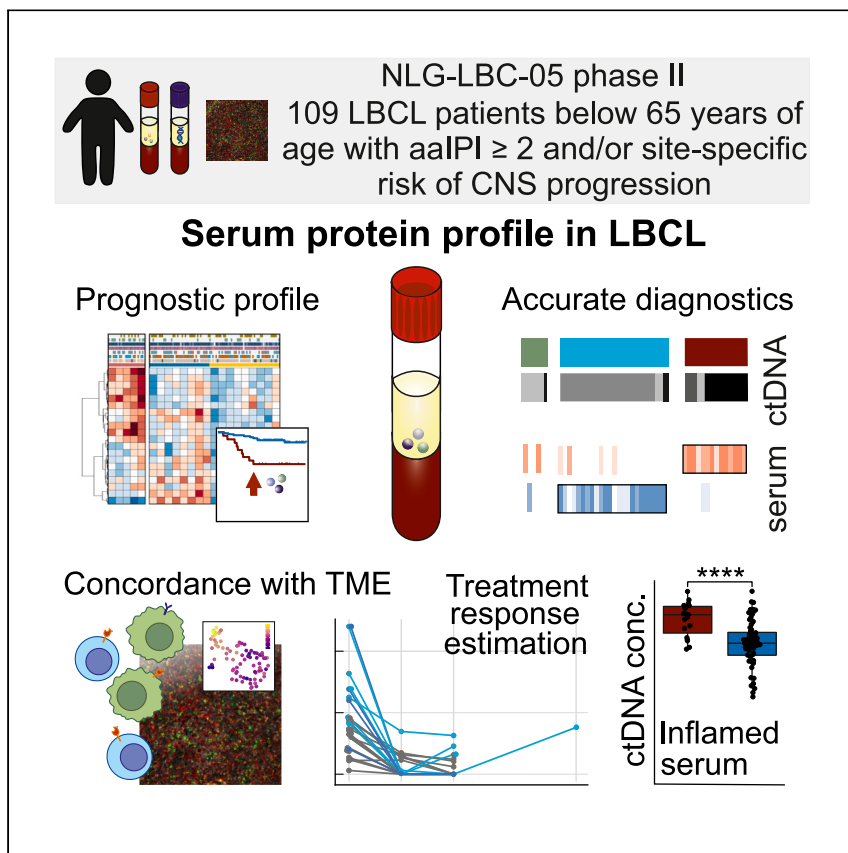 NLG-LBC-05 phase II
109 LBCL patients below 65 years of
age with aaIPI ≥ 2 and/or site-specific
risk of CNS progression
Serum protein profile in LBCL
Prognostic profile
Accurate diagnostics
ctDNA
serum
Concordance with TME
Treatment
response
estimation
****
ctDNA conc.
Inflamed
serum